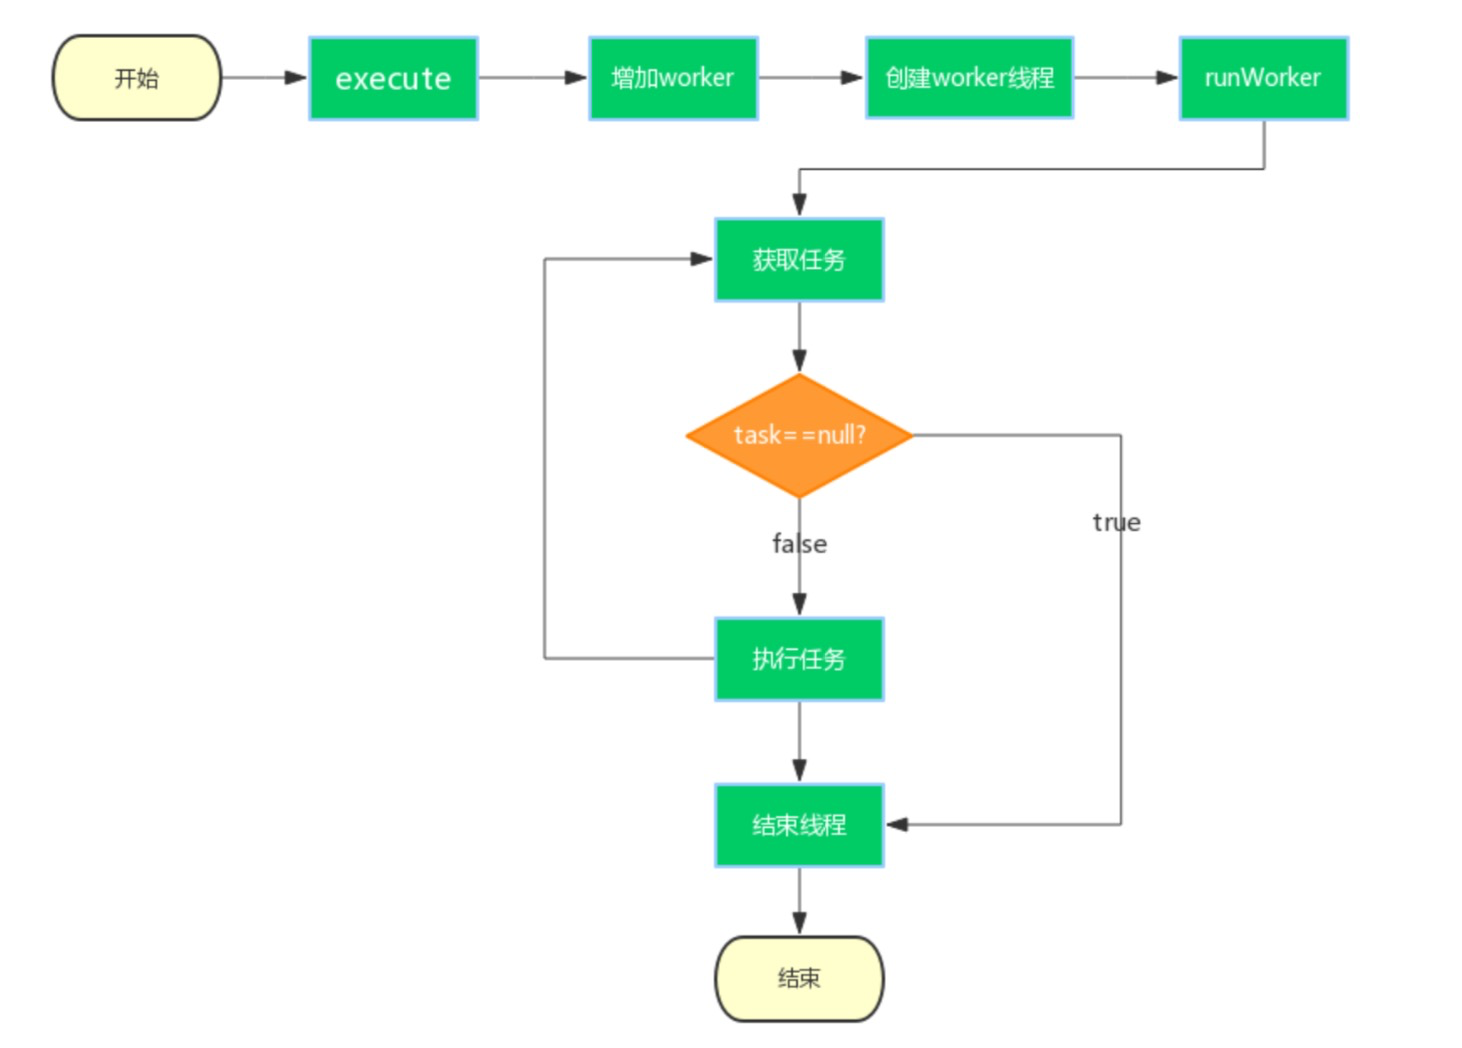 开始
execute
增加worker
创建worker线程
runWorker
获取任务
task==null?
true
false
执行任务
结束线程
结束